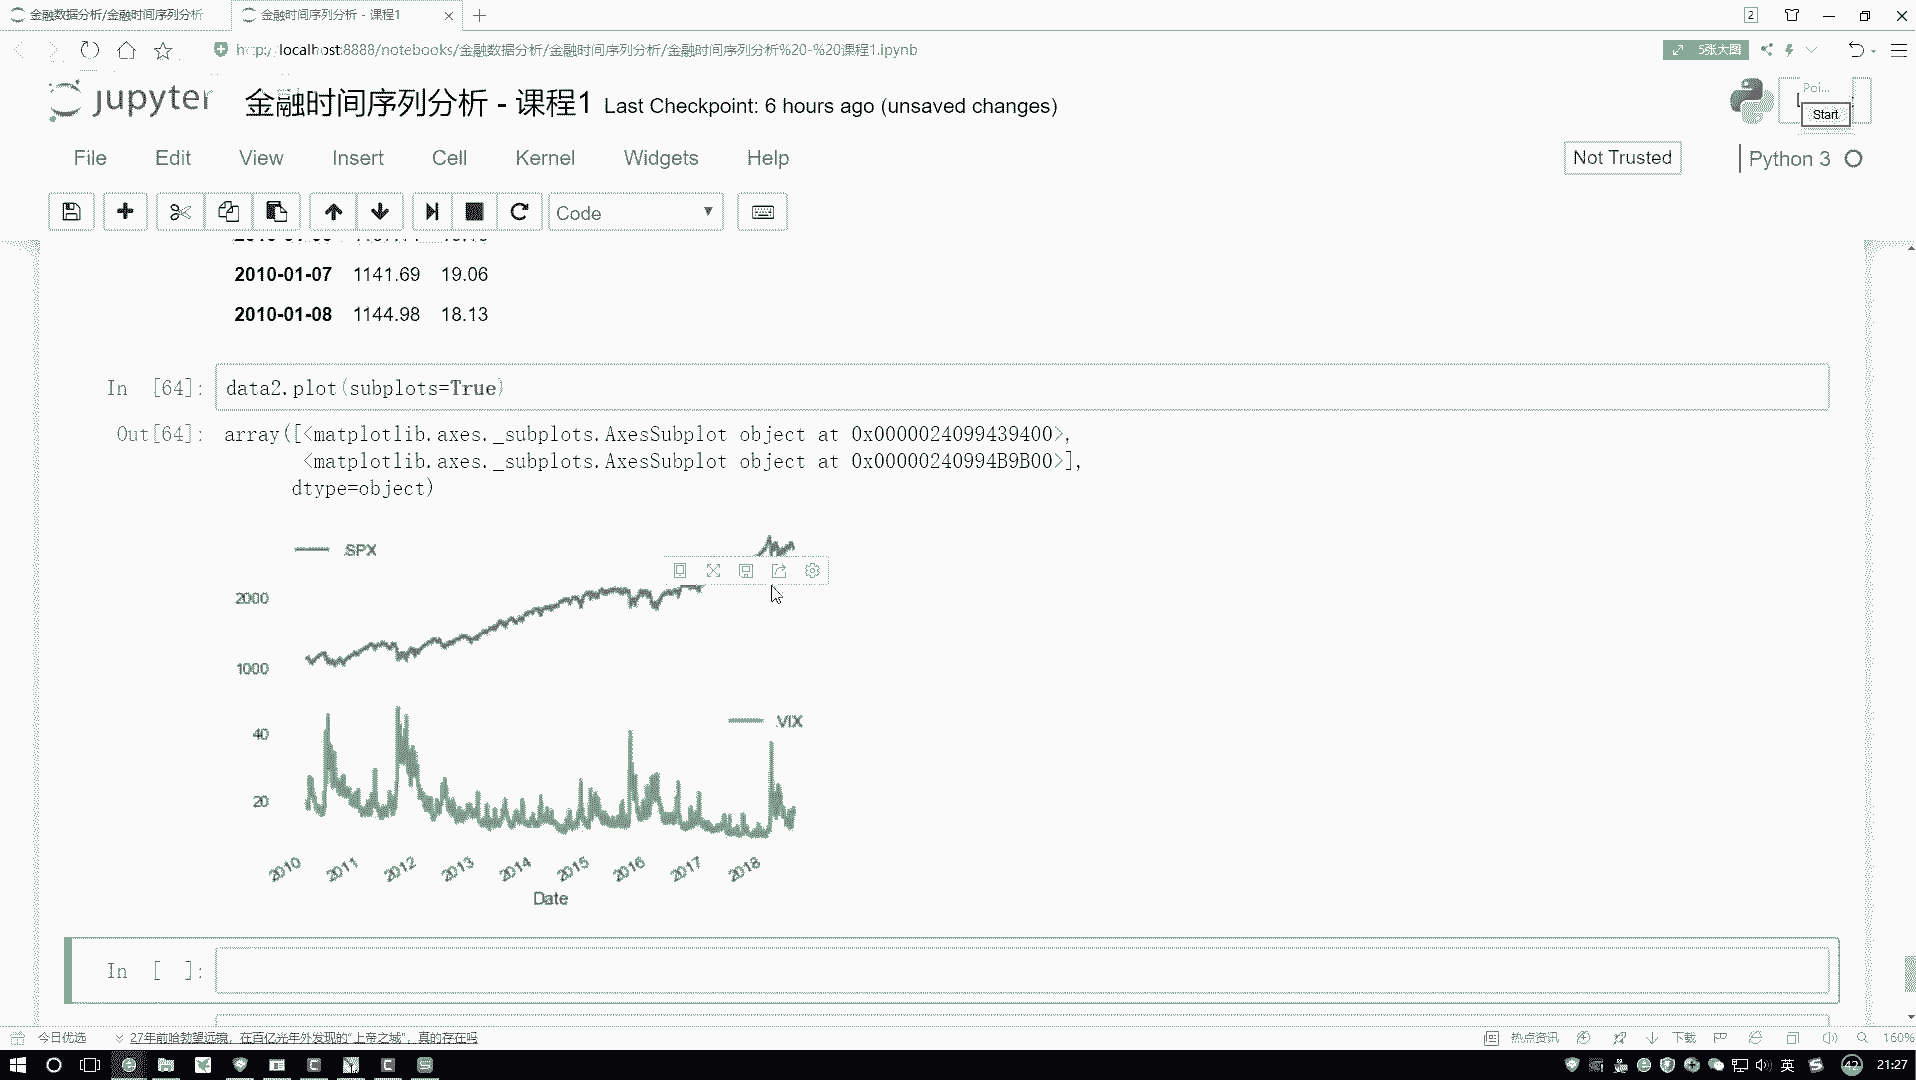 金融数据分析/金融时间序列分析
金融时间序列分析 - 课程1
2
localhost:8888/notebooks/金融数据分析/金融时间序列分析/金融时间序列分析%20-%20课程1.ipynb
5张大图
jupyter
金融时间序列分析 - 课程1 Last Checkpoint: 6 hours ago (unsaved changes)
Poi...
Start
File Edit View Insert Cell Kernel Widgets Help
Not Trusted
Python 3
Code
2010-01-07 1141.69 19.06
2010-01-08 1144.98 18.13
In [64]: data2.plot(subplots=True)
Out[64]: array([<matplotlib.axes._subplots.AxesSubplot object at 0x0000024099439400>,
<matplotlib.axes._subplots.AxesSubplot object at 0x00000240994B9B00>],
dtype=object)
.SPX
2000
1000
.VIX
40
20
2010 2011 2012 2013 2014 2015 2016 2017 2018
Date
In [ ]:
今日优选
27年前哈勃望远镜，在百亿光年外发现的"上帝之城"，真的存在吗
热点资讯
下载
160%
英
42
21:27